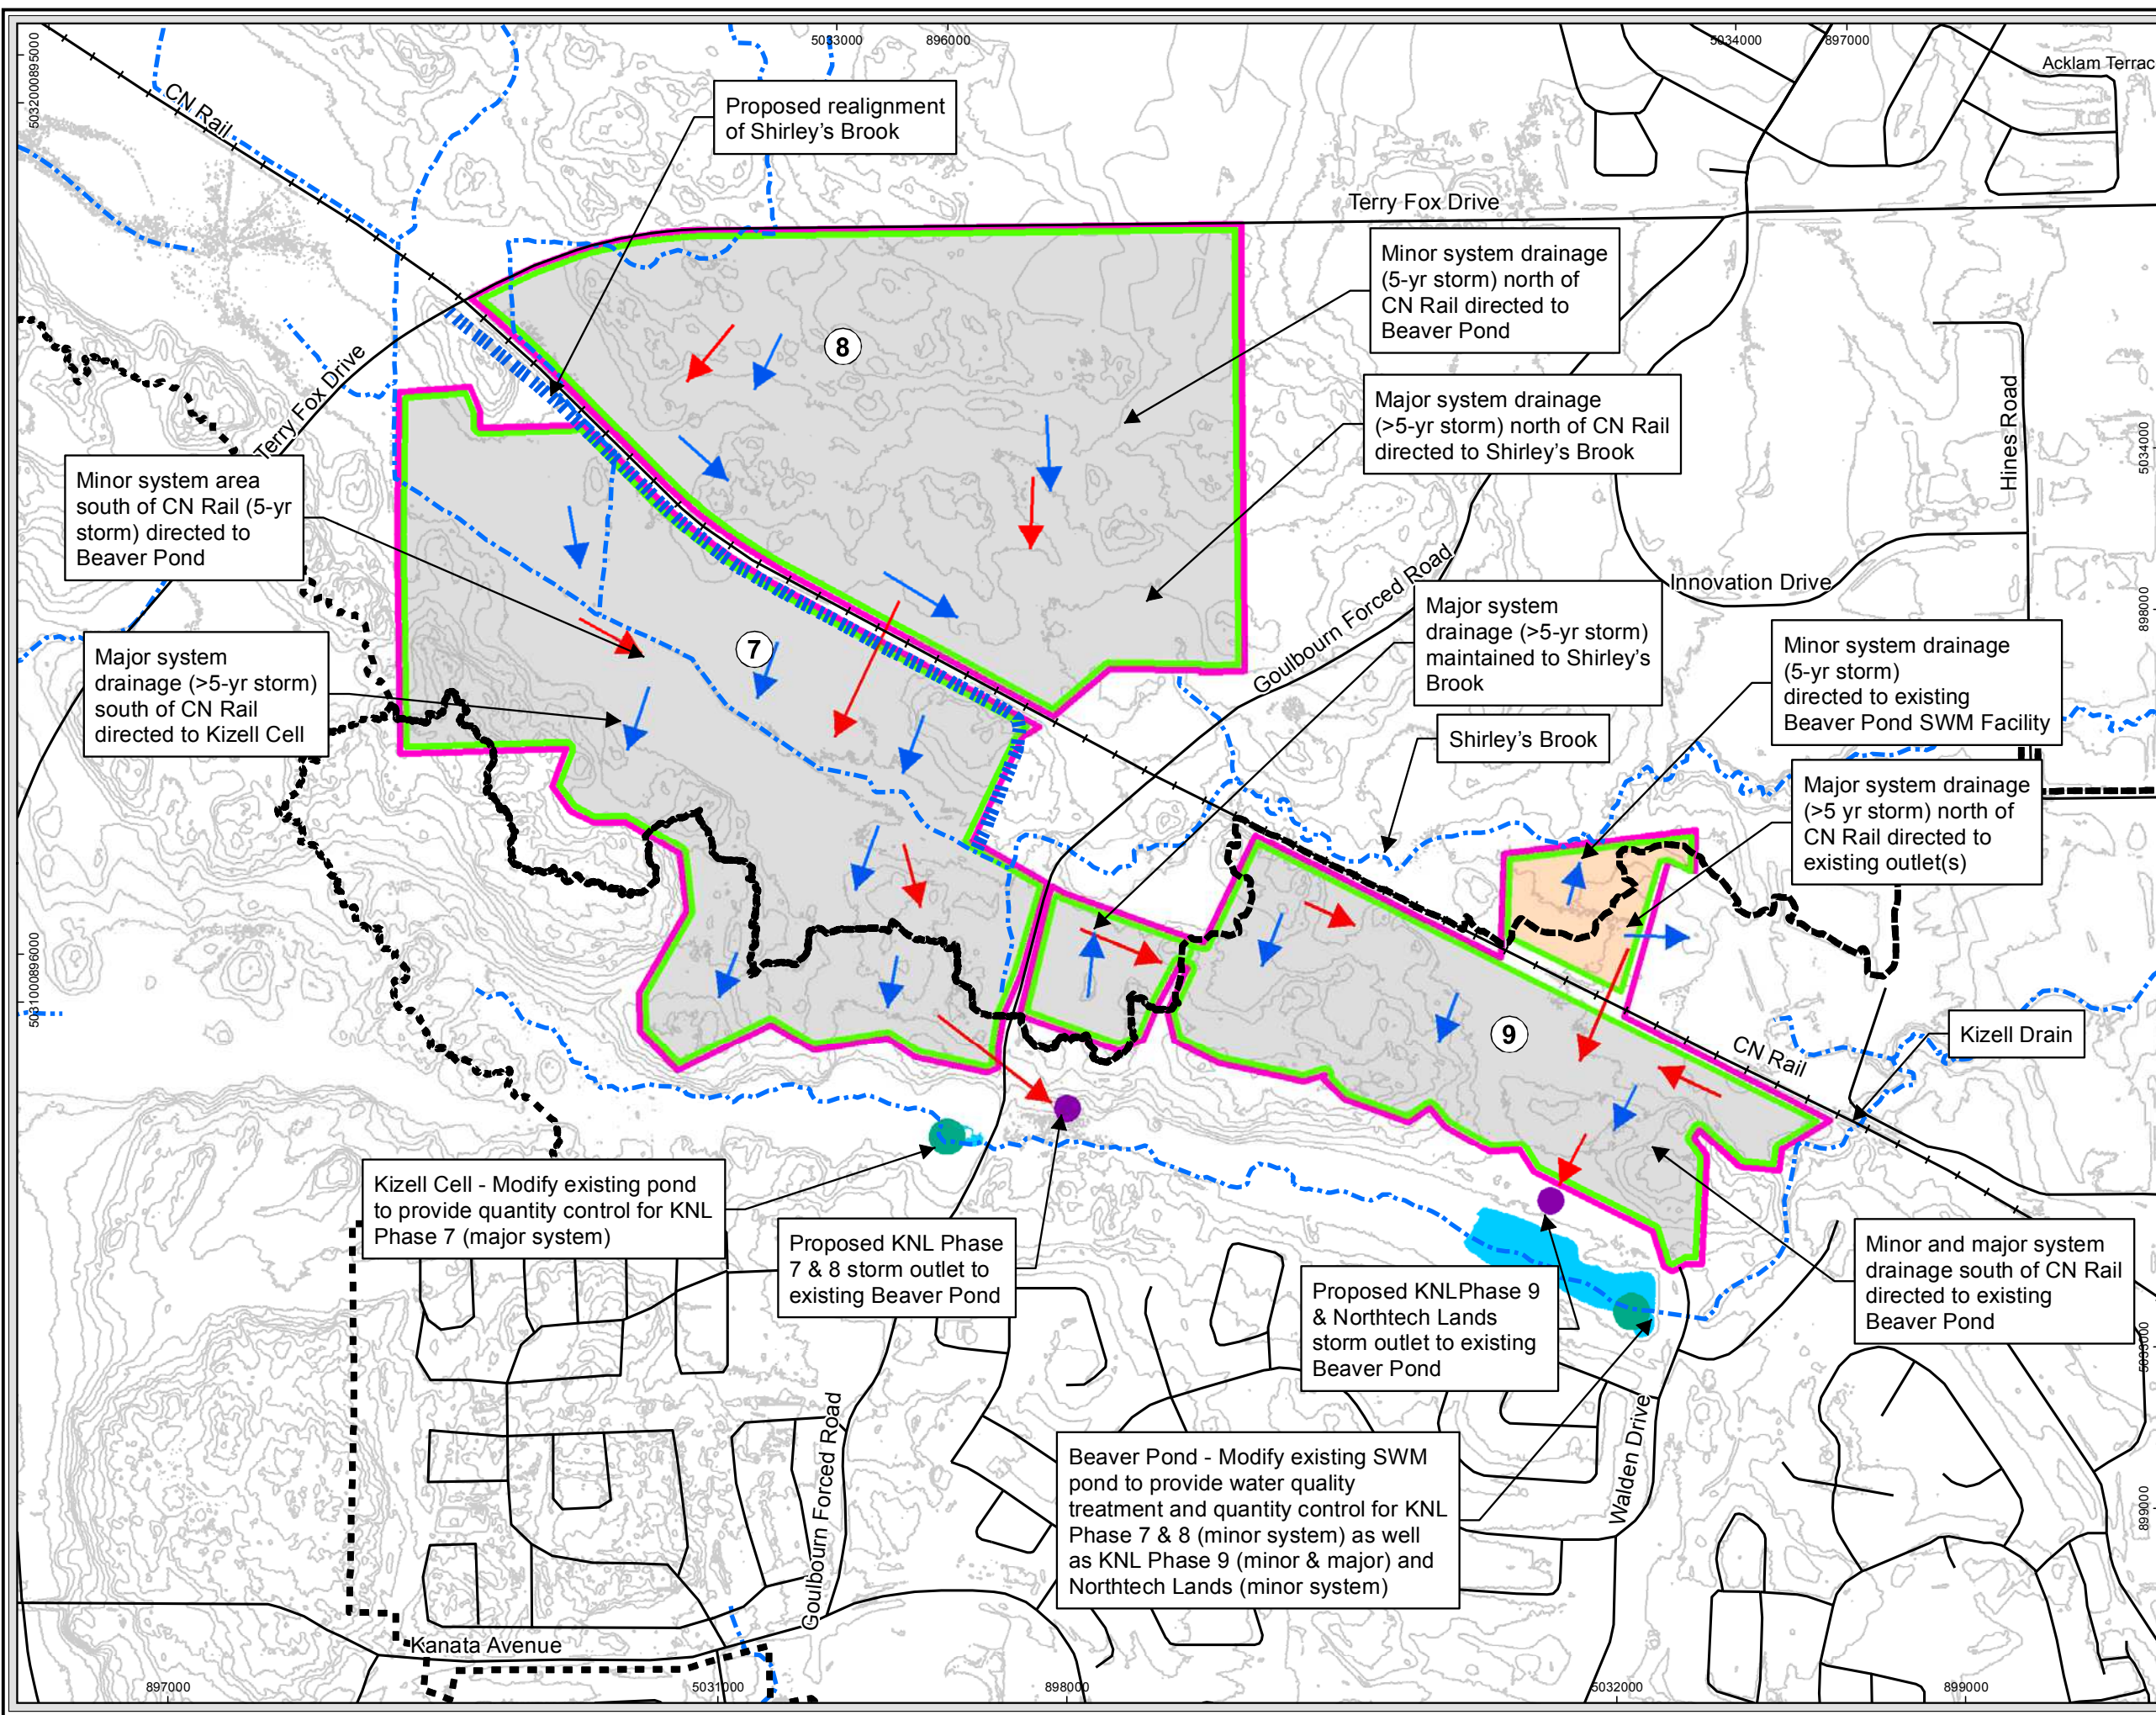 5033000
896000
5034000
897000
Acklam Terrac
895000
5032000
CN Rail
Proposed realignment
of Shirley's Brook
Terry Fox Drive
Minor system drainage
(5-yr storm) north of
CN Rail directed to
Beaver Pond
8
Terry Fox Drive
Major system drainage
(>5-yr storm) north of CN Rail
directed to Shirley's Brook
Hines Road
5034000
Minor system area
south of CN Rail (5-yr
storm) directed to
Beaver Pond
Goulbourn Forced Road
Innovation Drive
898000
Major system
drainage (>5-yr storm)
maintained to Shirley's
Brook
Major system
drainage (>5-yr storm)
south of CN Rail
directed to Kizell Cell
7
Minor system drainage
(5-yr storm)
directed to existing
Beaver Pond SWM Facility
Shirley's Brook
Major system drainage
(>5 yr storm) north of
CN Rail directed to
existing outlet(s)
896000
5031000
9
Kizell Drain
CN Rail
Kizell Cell - Modify existing pond
to provide quantity control for KNL
Phase 7 (major system)
Proposed KNL Phase
7 & 8 storm outlet to
existing Beaver Pond
Proposed KNLPhase 9
& Northtech Lands
storm outlet to existing
Beaver Pond
Minor and major system
drainage south of CN Rail
directed to existing
Beaver Pond
5033000
Goulbourn Forced Road
Walden Drive
Beaver Pond - Modify existing SWM
pond to provide water quality
treatment and quantity control for KNL
Phase 7 & 8 (minor system) as well
as KNL Phase 9 (minor & major) and
Northtech Lands (minor system)
899000
Kanata Avenue
897000
5031000
898000
5032000
899000